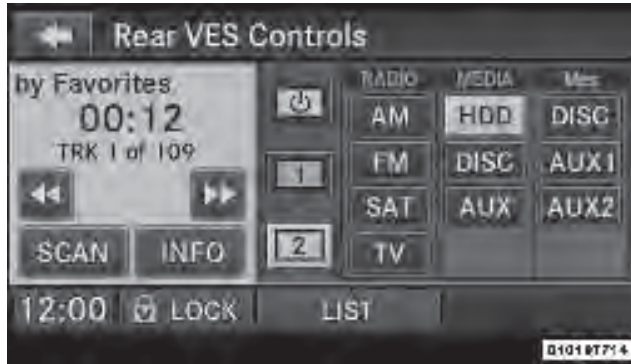 Rear VES Controls
by Favorites
00:12
TRK 1 of 109
SCAN INFO
1
2
RADIO MEDIA
AM HDD DISC
FM DISC AUX1
SAT AUX AUX2
TV
12:00 LOCK LIST